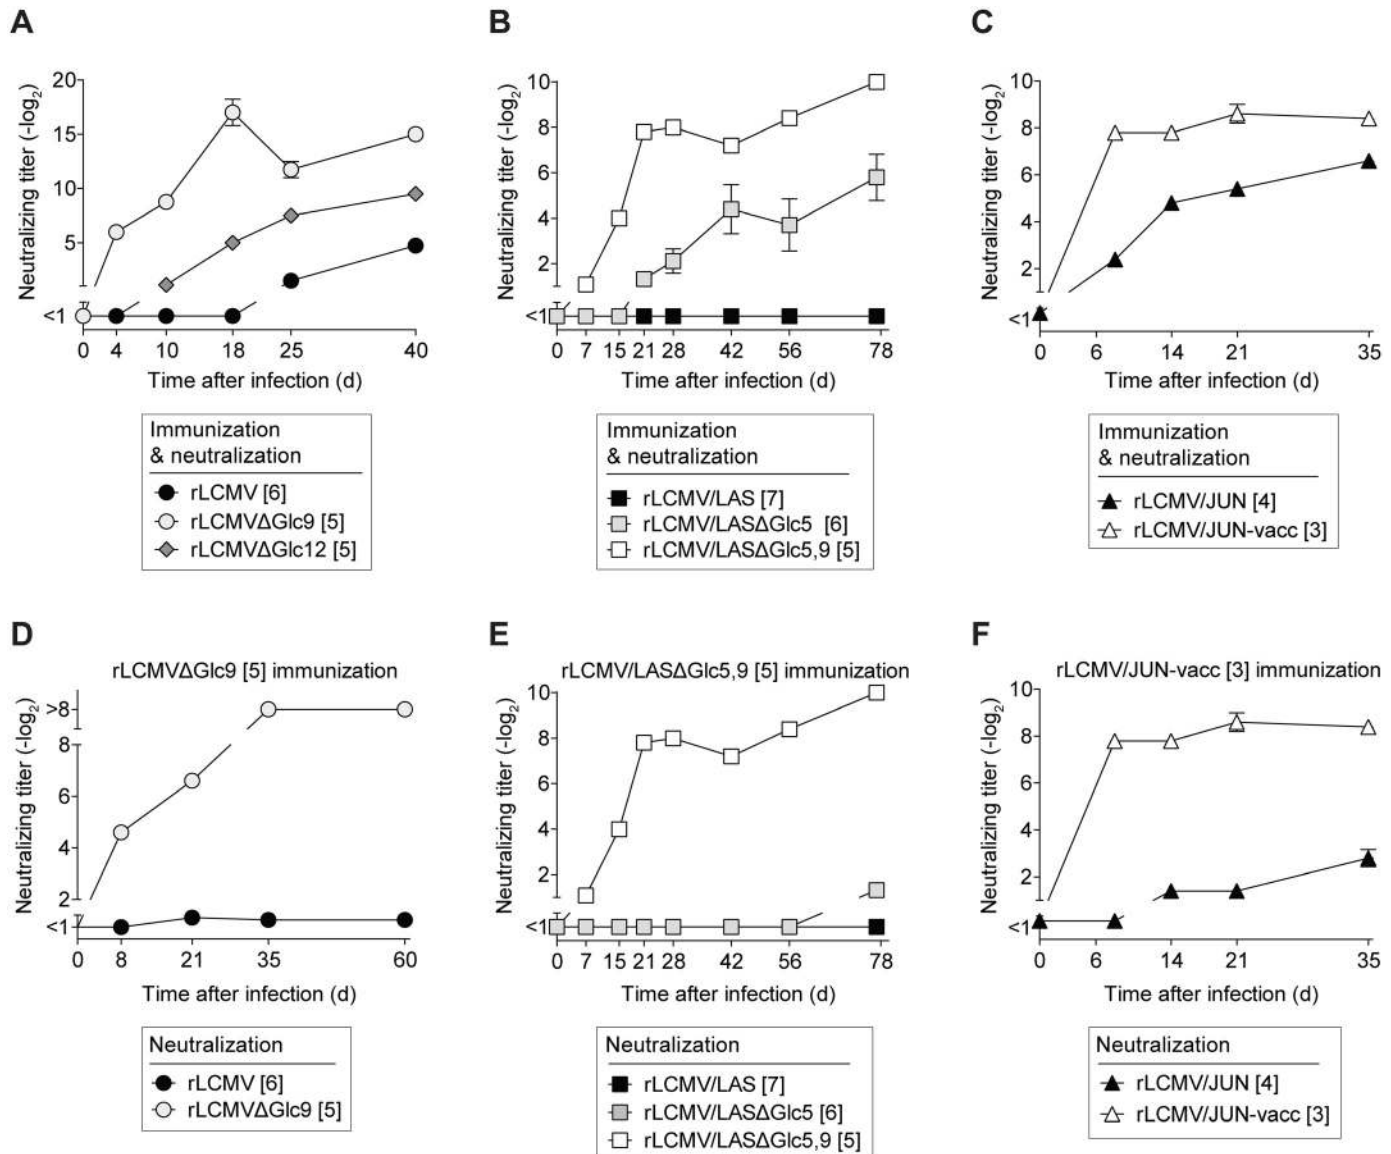 A
Neutralizing titer (-log2)
20
15
10
5
<1
0 4 10 18 25 40
Time after infection (d)
Immunization
& neutralization
rLCMV [6]
rLCMVΔGlc9 [5]
rLCMVΔGlc12 [5]
B
Neutralizing titer (-log2)
10
8
6
4
2
<1
0 7 15 21 28 42 56 78
Time after infection (d)
Immunization
& neutralization
rLCMV/LAS [7]
rLCMV/LASΔGlc5 [6]
rLCMV/LASΔGlc5,9 [5]
C
Neutralizing titer (-log2)
10
8
6
4
2
<1
0 6 14 21 35
Time after infection (d)
Immunization
& neutralization
rLCMV/JUN [4]
rLCMV/JUN-vacc [3]
D
rLCMVΔGlc9 [5] immunization
Neutralizing titer (-log2)
>8
8
6
4
2
<1
0 8 21 35 60
Time after infection (d)
Neutralization
rLCMV [6]
rLCMVΔGlc9 [5]
E
rLCMV/LASΔGlc5,9 [5] immunization
Neutralizing titer (-log2)
10
8
6
4
2
<1
0 7 15 21 28 42 56 78
Time after infection (d)
Neutralization
rLCMV/LAS [7]
rLCMV/LASΔGlc5 [6]
rLCMV/LASΔGlc5,9 [5]
F
rLCMV/JUN-vacc [3] immunization
Neutralizing titer (-log2)
10
8
6
4
2
<1
0 6 14 21 35
Time after infection (d)
Neutralization
rLCMV/JUN [4]
rLCMV/JUN-vacc [3]